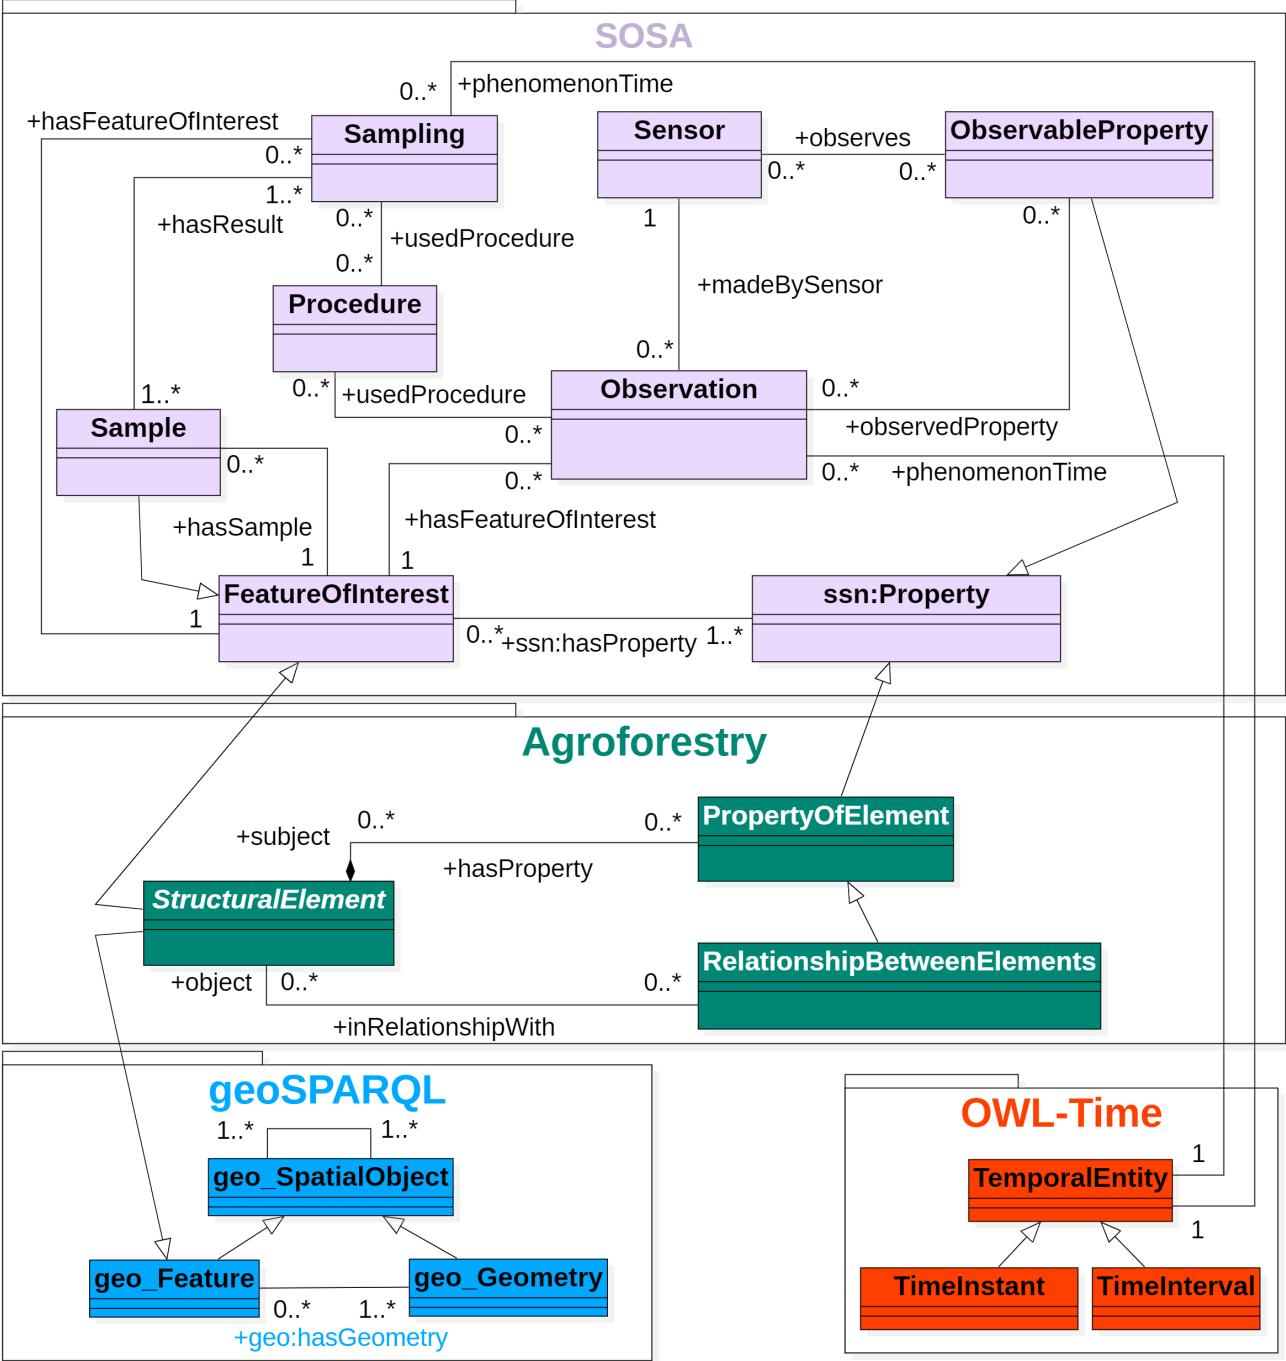 SOSA
+phenomenonTime
0..*
+hasFeatureOfInterest
Sampling
Sensor
ObservableProperty
+observes
0..*
0..*
0..*
1..*
+hasResult
0..*
1
0..*
+usedProcedure
0..*
+madeBySensor
Procedure
0..*
0..*
+usedProcedure
Observation
0..*
1..*
Sample
+observedProperty
0..*
0..*
0..*
0..*
+phenomenonTime
+hasFeatureOfInterest
+hasSample
1
1
FeatureOfInterest
ssn:Property
1
0..*
+ssn:hasProperty
1..*
Agroforestry
PropertyOfElement
0..*
0..*
+subject
+hasProperty
StructuralElement
RelationshipBetweenElements
+object
0..*
0..*
+inRelationshipWith
geoSPARQL
1..*
1..*
geo_SpatialObject
geo_Feature
geo_Geometry
0..*
1..*
+geo:hasGeometry
OWL-Time
1
TemporalEntity
1
TimeInstant
TimeInterval